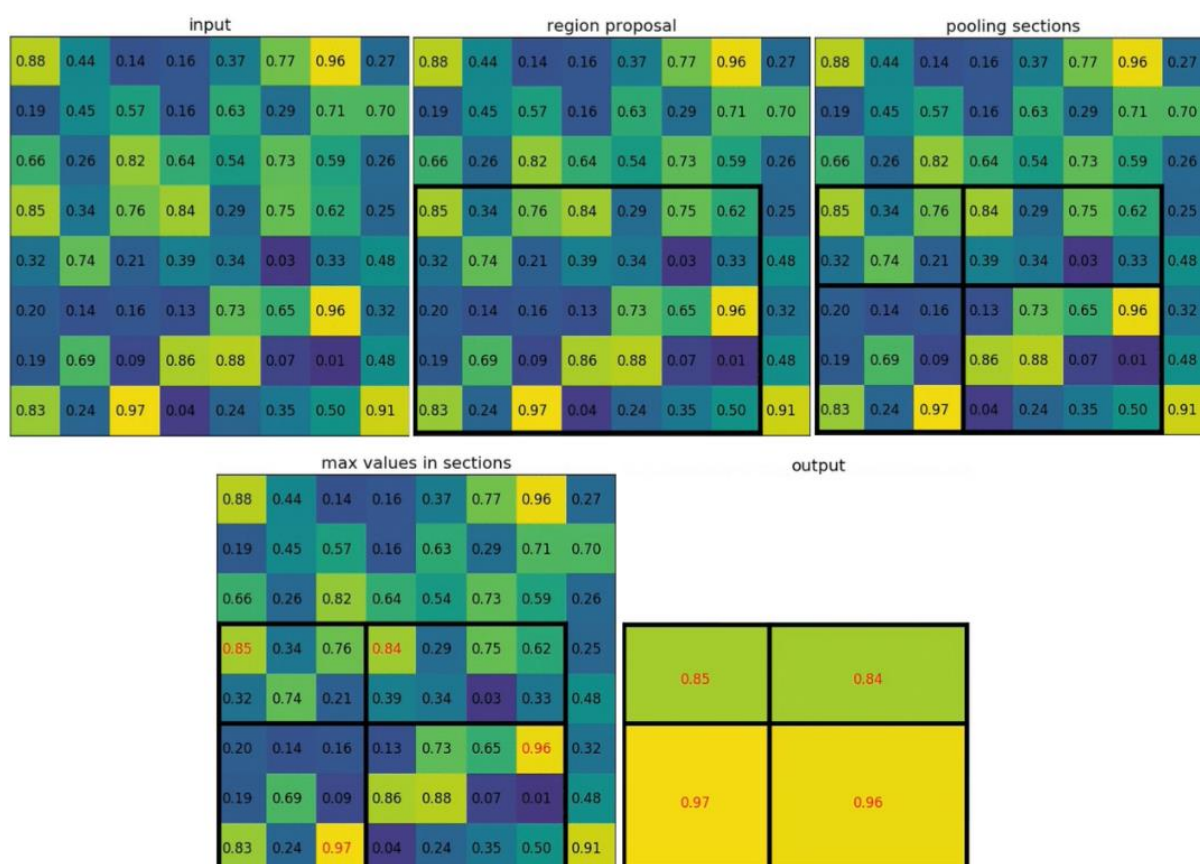 input region proposal pooling sections
0.88 0.44 0.14 0.16 0.37 0.77 0.96 0.27 0.88 0.44 0.14 0.16 0.37 0.77 0.96 0.27 0.88 0.44 0.14 0.16 0.37 0.77 0.96 0.27
0.19 0.45 0.57 0.16 0.63 0.29 0.71 0.70 0.19 0.45 0.57 0.16 0.63 0.29 0.71 0.70 0.19 0.45 0.57 0.16 0.63 0.29 0.71 0.70
0.66 0.26 0.82 0.64 0.54 0.73 0.59 0.26 0.66 0.26 0.82 0.64 0.54 0.73 0.59 0.26 0.66 0.26 0.82 0.64 0.54 0.73 0.59 0.26
0.85 0.34 0.76 0.84 0.29 0.75 0.62 0.25 0.85 0.34 0.76 0.84 0.29 0.75 0.62 0.25 0.85 0.34 0.76 0.84 0.29 0.75 0.62 0.25
0.32 0.74 0.21 0.39 0.34 0.03 0.33 0.48 0.32 0.74 0.21 0.39 0.34 0.03 0.33 0.48 0.32 0.74 0.21 0.39 0.34 0.03 0.33 0.48
0.20 0.14 0.16 0.13 0.73 0.65 0.96 0.32 0.20 0.14 0.16 0.13 0.73 0.65 0.96 0.32 0.20 0.14 0.16 0.13 0.73 0.65 0.96 0.32
0.19 0.69 0.09 0.86 0.88 0.07 0.01 0.48 0.19 0.69 0.09 0.86 0.88 0.07 0.01 0.48 0.19 0.69 0.09 0.86 0.88 0.07 0.01 0.48
0.83 0.24 0.97 0.04 0.24 0.35 0.50 0.91 0.83 0.24 0.97 0.04 0.24 0.35 0.50 0.91 0.83 0.24 0.97 0.04 0.24 0.35 0.50 0.91
max values in sections output
0.88 0.44 0.14 0.16 0.37 0.77 0.96 0.27
0.19 0.45 0.57 0.16 0.63 0.29 0.71 0.70
0.66 0.26 0.82 0.64 0.54 0.73 0.59 0.26
0.85 0.34 0.76 0.84 0.29 0.75 0.62 0.25
0.32 0.74 0.21 0.39 0.34 0.03 0.33 0.48
0.20 0.14 0.16 0.13 0.73 0.65 0.96 0.32
0.19 0.69 0.09 0.86 0.88 0.07 0.01 0.48
0.83 0.24 0.97 0.04 0.24 0.35 0.50 0.91
0.85 0.84
0.97 0.96